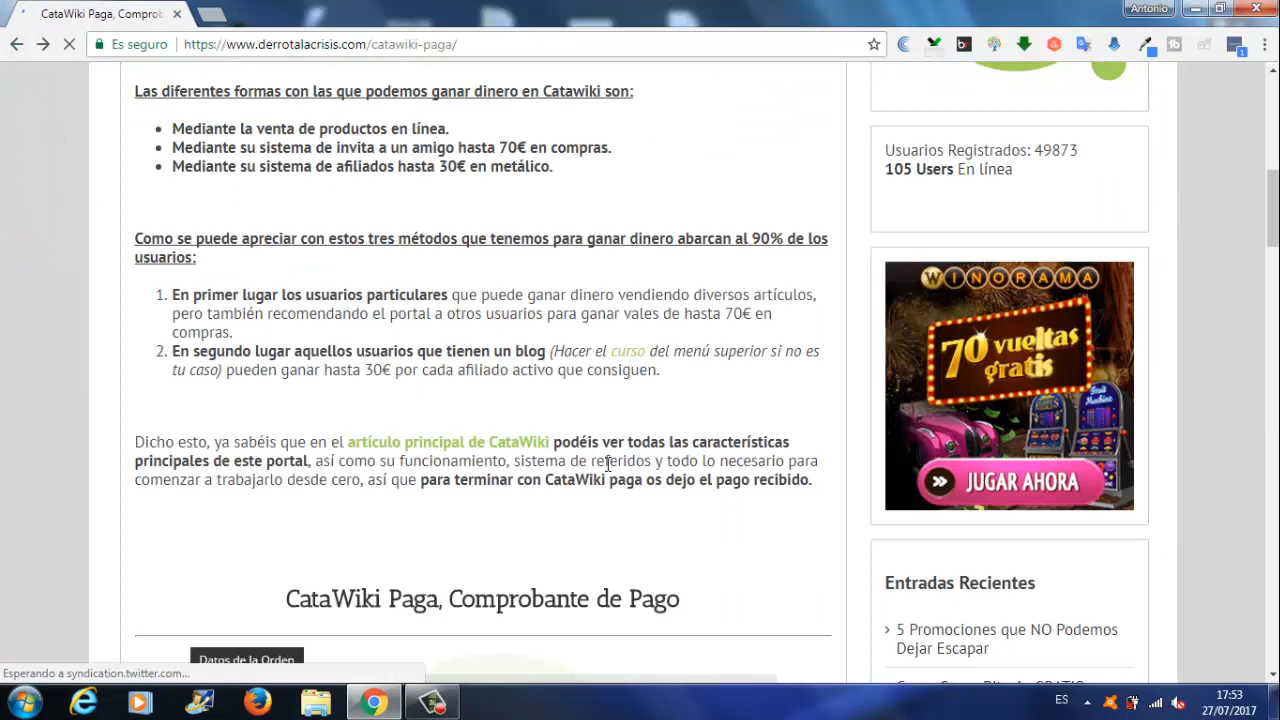 CataWiki Paga, Comprob
Antonio
Es seguro
https://www.derrotalacrisis.com/catawiki-paga/
Las diferentes formas con las que podemos ganar dinero en Catawiki son:
• Mediante la venta de productos en línea.
• Mediante su sistema de invita a un amigo hasta 70€ en compras.
• Mediante su sistema de afiliados hasta 30€ en metálico.
Como se puede apreciar con estos tres métodos que tenemos para ganar dinero abarcan al 90% de los
usuarios:
1. En primer lugar los usuarios particulares que puede ganar dinero vendiendo diversos artículos,
pero también recomendando el portal a otros usuarios para ganar vales de hasta 70€ en
compras.
2. En segundo lugar aquellos usuarios que tienen un blog (Hacer el curso del menú superior si no es
tu caso) pueden ganar hasta 30€ por cada afiliado activo que consiguen.
Dicho esto, ya sabéis que en el artículo principal de CataWiki podéis ver todas las características
principales de este portal, así como su funcionamiento, sistema de referidos y todo lo necesario para
comenzar a trabajarlo desde cero, así que para terminar con CataWiki paga os dejo el pago recibido.
CataWiki Paga, Comprobante de Pago
Datos de la Orden
Usuarios Registrados: 49873
105 Users En línea
WINORAMA
70 vueltas
gratis
Fruit
Machine
JUGAR AHORA
Entradas Recientes
5 Promociones que NO Podemos
Dejar Escapar
Esperando a syndication.twitter.com...
ES
17:53
27/07/2017